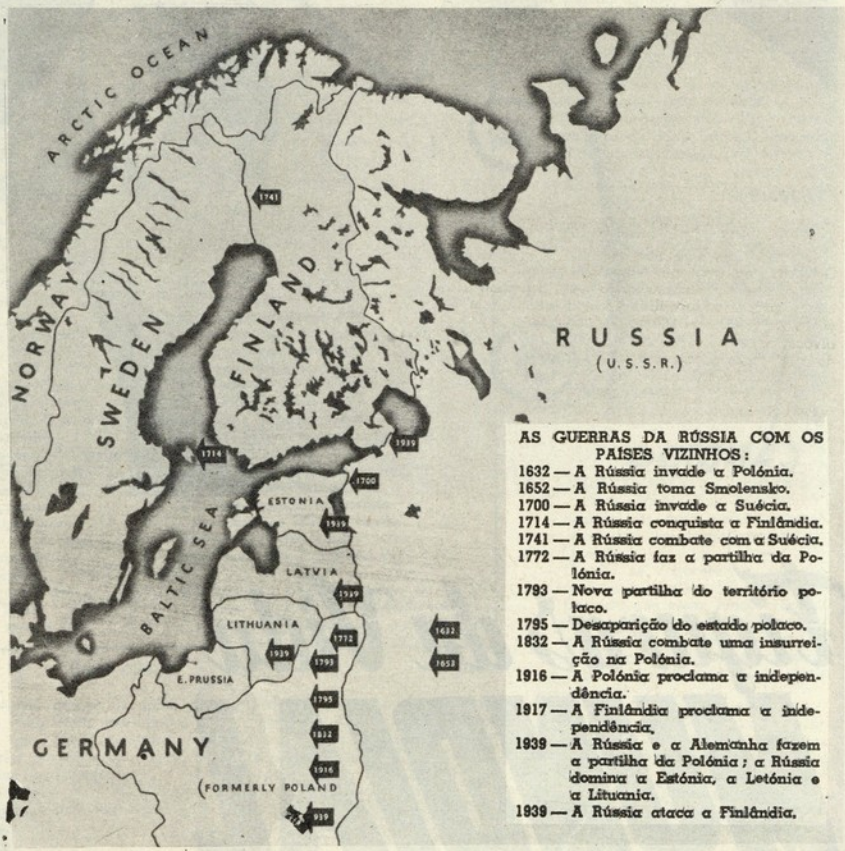 ARCTIC OCEAN
1741
NORWAY
SWEDEN
FINLAND
RUSSIA
(U.S.S.R.)
1714
1939
1700
ESTONIA
1939
BALTIC SEA
LATVIA
1939
LITHUANIA
1772
1632
1939
1793
1652
E. PRUSSIA
1795
GERMANY
1832
1916
(FORMERLY POLAND
1939
AS GUERRAS DA RÚSSIA COM OS
PAÍSES VIZINHOS:
1632 — A Rússia invade a Polónia.
1652 — A Rússia toma Smolensko.
1700 — A Rússia invade a Suécia.
1714 — A Rússia conquista a Finlândia.
1741 — A Rússia combate com a Suécia.
1772 — A Rússia faz a partilha da Po-
lónia.
1793 — Nova partilha do território po-
laco.
1795 — Desaparição do estado polaco.
1832 — A Rússia combate uma insurrei-
ção na Polónia.
1916 — A Polónia proclama a indepen-
dência.
1917 — A Finlândia proclama a inde-
pendência.
1939 — A Rússia e a Alemanha fazem
a partilha da Polónia; a Rússia
domina a Estónia, a Letónia e
a Lituania.
1939 — A Rússia ataca a Finlândia.